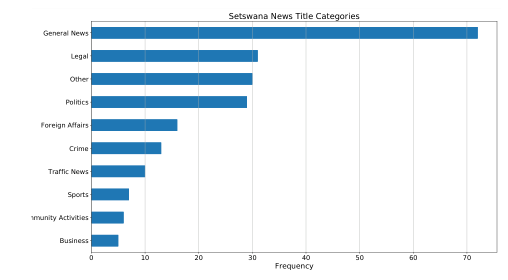 Setswana News Title Categories
General News
Legal
Other
Politics
Foreign Affairs
Crime
Traffic News
Sports
Activities
Business
0 10 20 30 40 50 60 70
Frequency